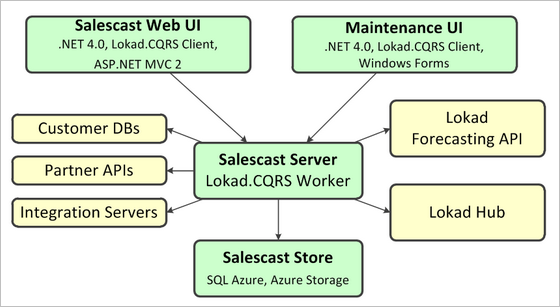 Salescast Web UI
.NET 4.0, Lokad.CQRS Client,
ASP.NET MVC 2
Maintenance UI
.NET 4.0, Lokad.CQRS Client,
Windows Forms
Customer DBs
Partner APIs
Integration Servers
Salescast Server
Lokad.CQRS Worker
Lokad
Forecasting API
Lokad Hub
Salescast Store
SQL Azure, Azure Storage